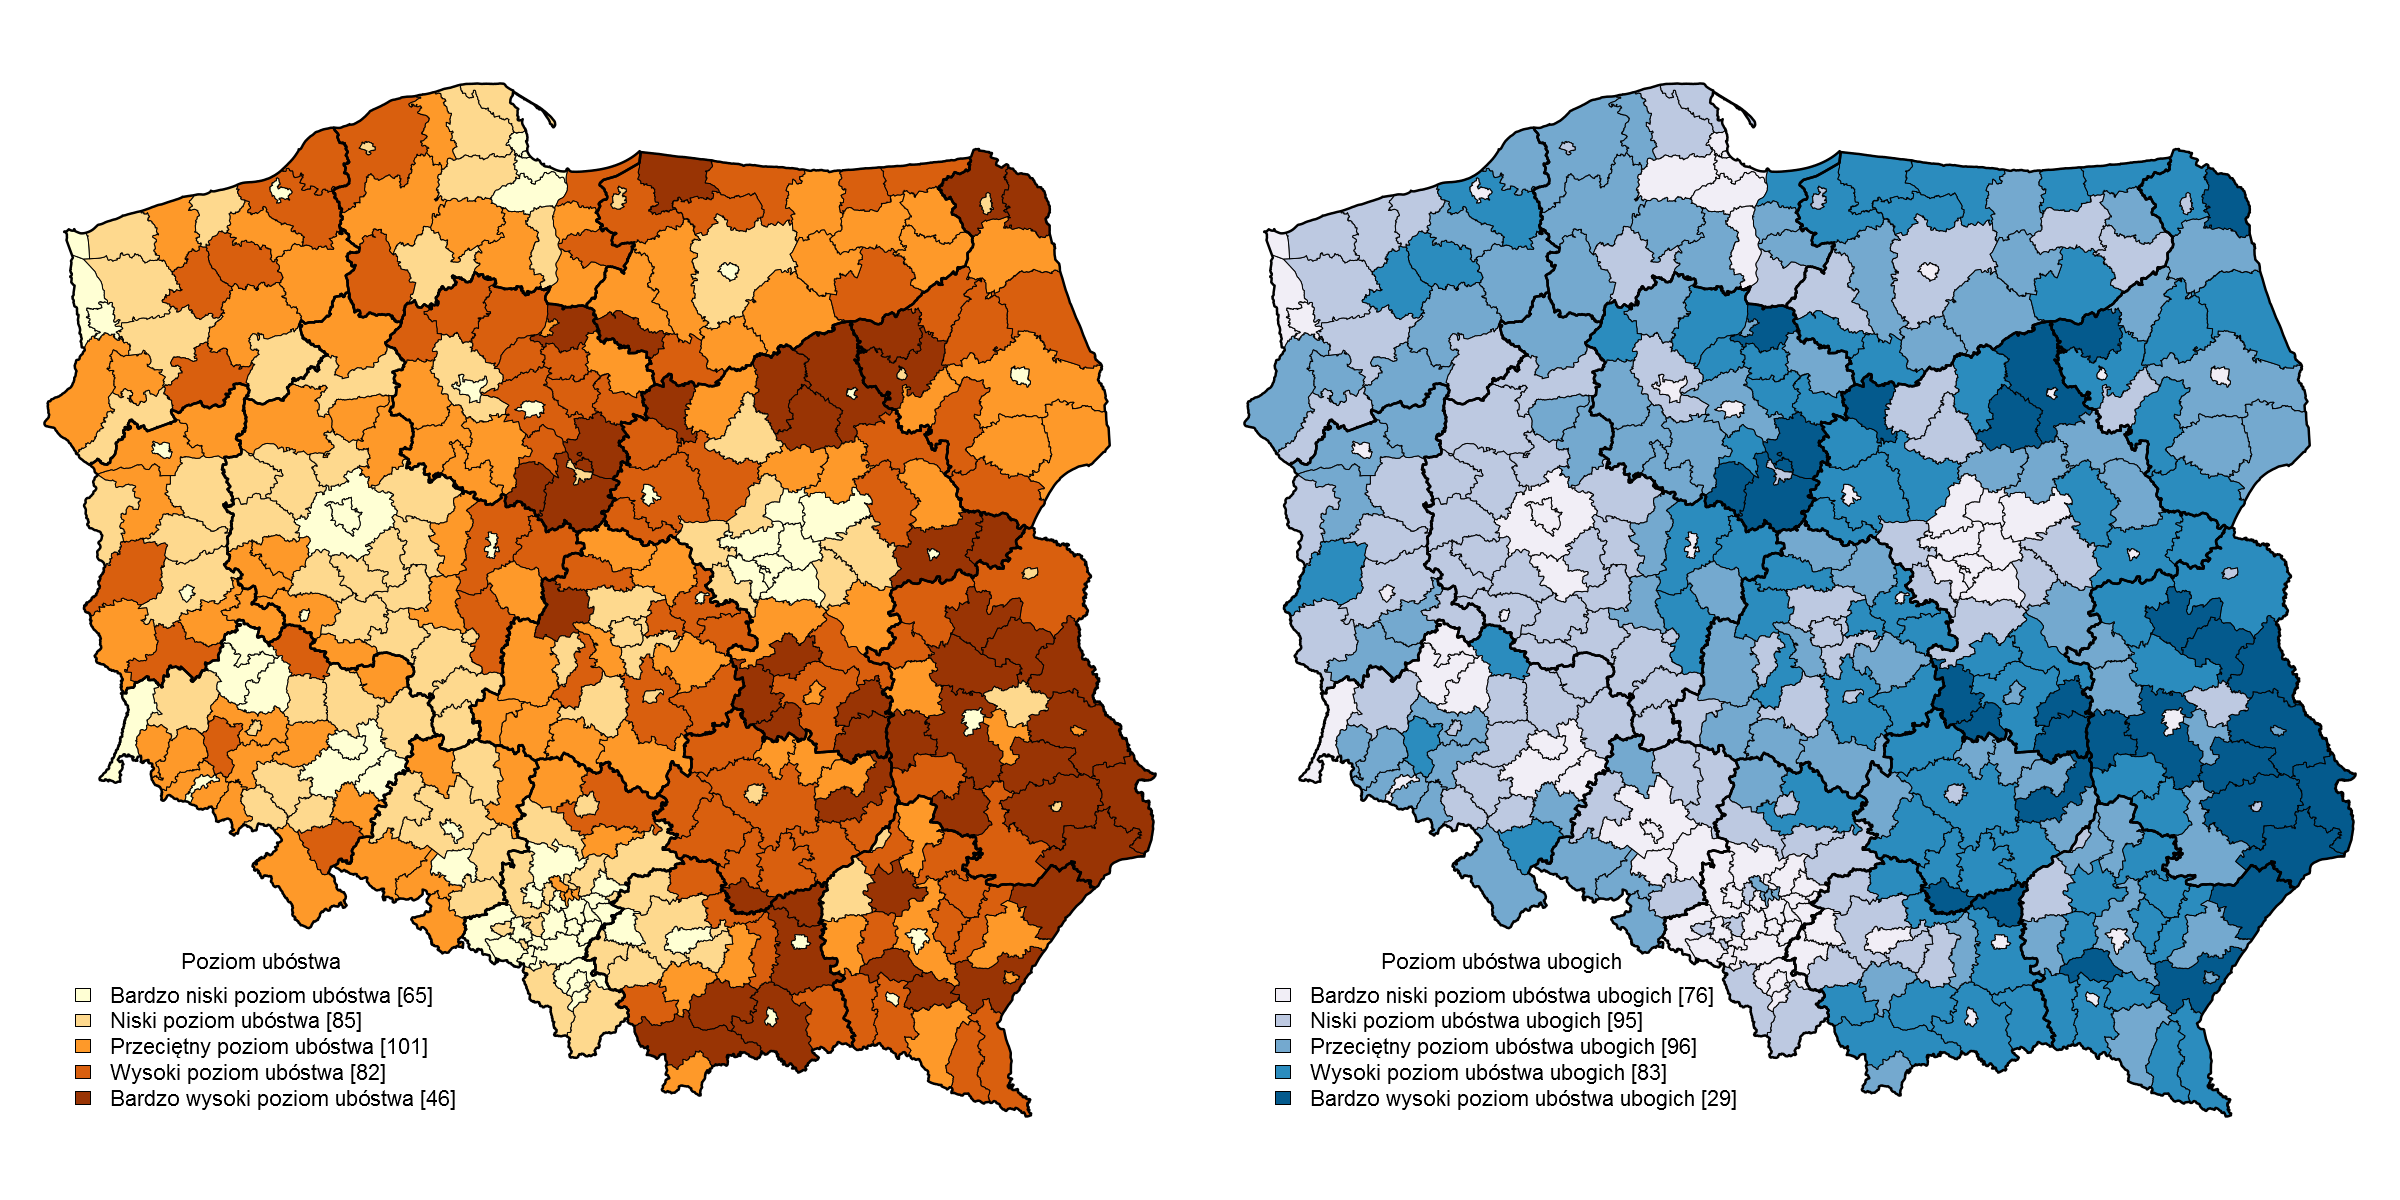 Poziom ubóstwa
Bardzo niski poziom ubóstwa [65]
Niski poziom ubóstwa [85]
Przeciętny poziom ubóstwa [101]
Wysoki poziom ubóstwa [82]
Bardzo wysoki poziom ubóstwa [46]
Poziom ubóstwa ubogich
Bardzo niski poziom ubóstwa ubogich [76]
Niski poziom ubóstwa ubogich [95]
Przeciętny poziom ubóstwa ubogich [96]
Wysoki poziom ubóstwa ubogich [83]
Bardzo wysoki poziom ubóstwa ubogich [29]